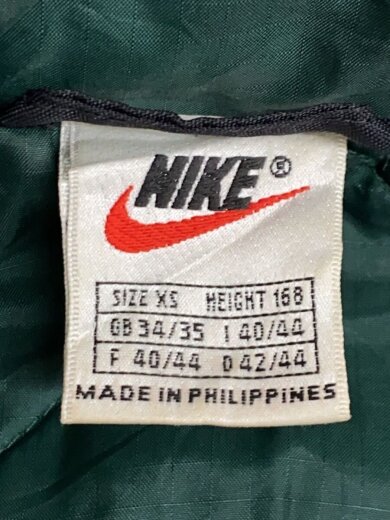 NIKE®
SIZE XS HEIGHT 168
GB 34/35 I 40/44
F 40/44 D 42/44
MADE IN PHILIPPINES